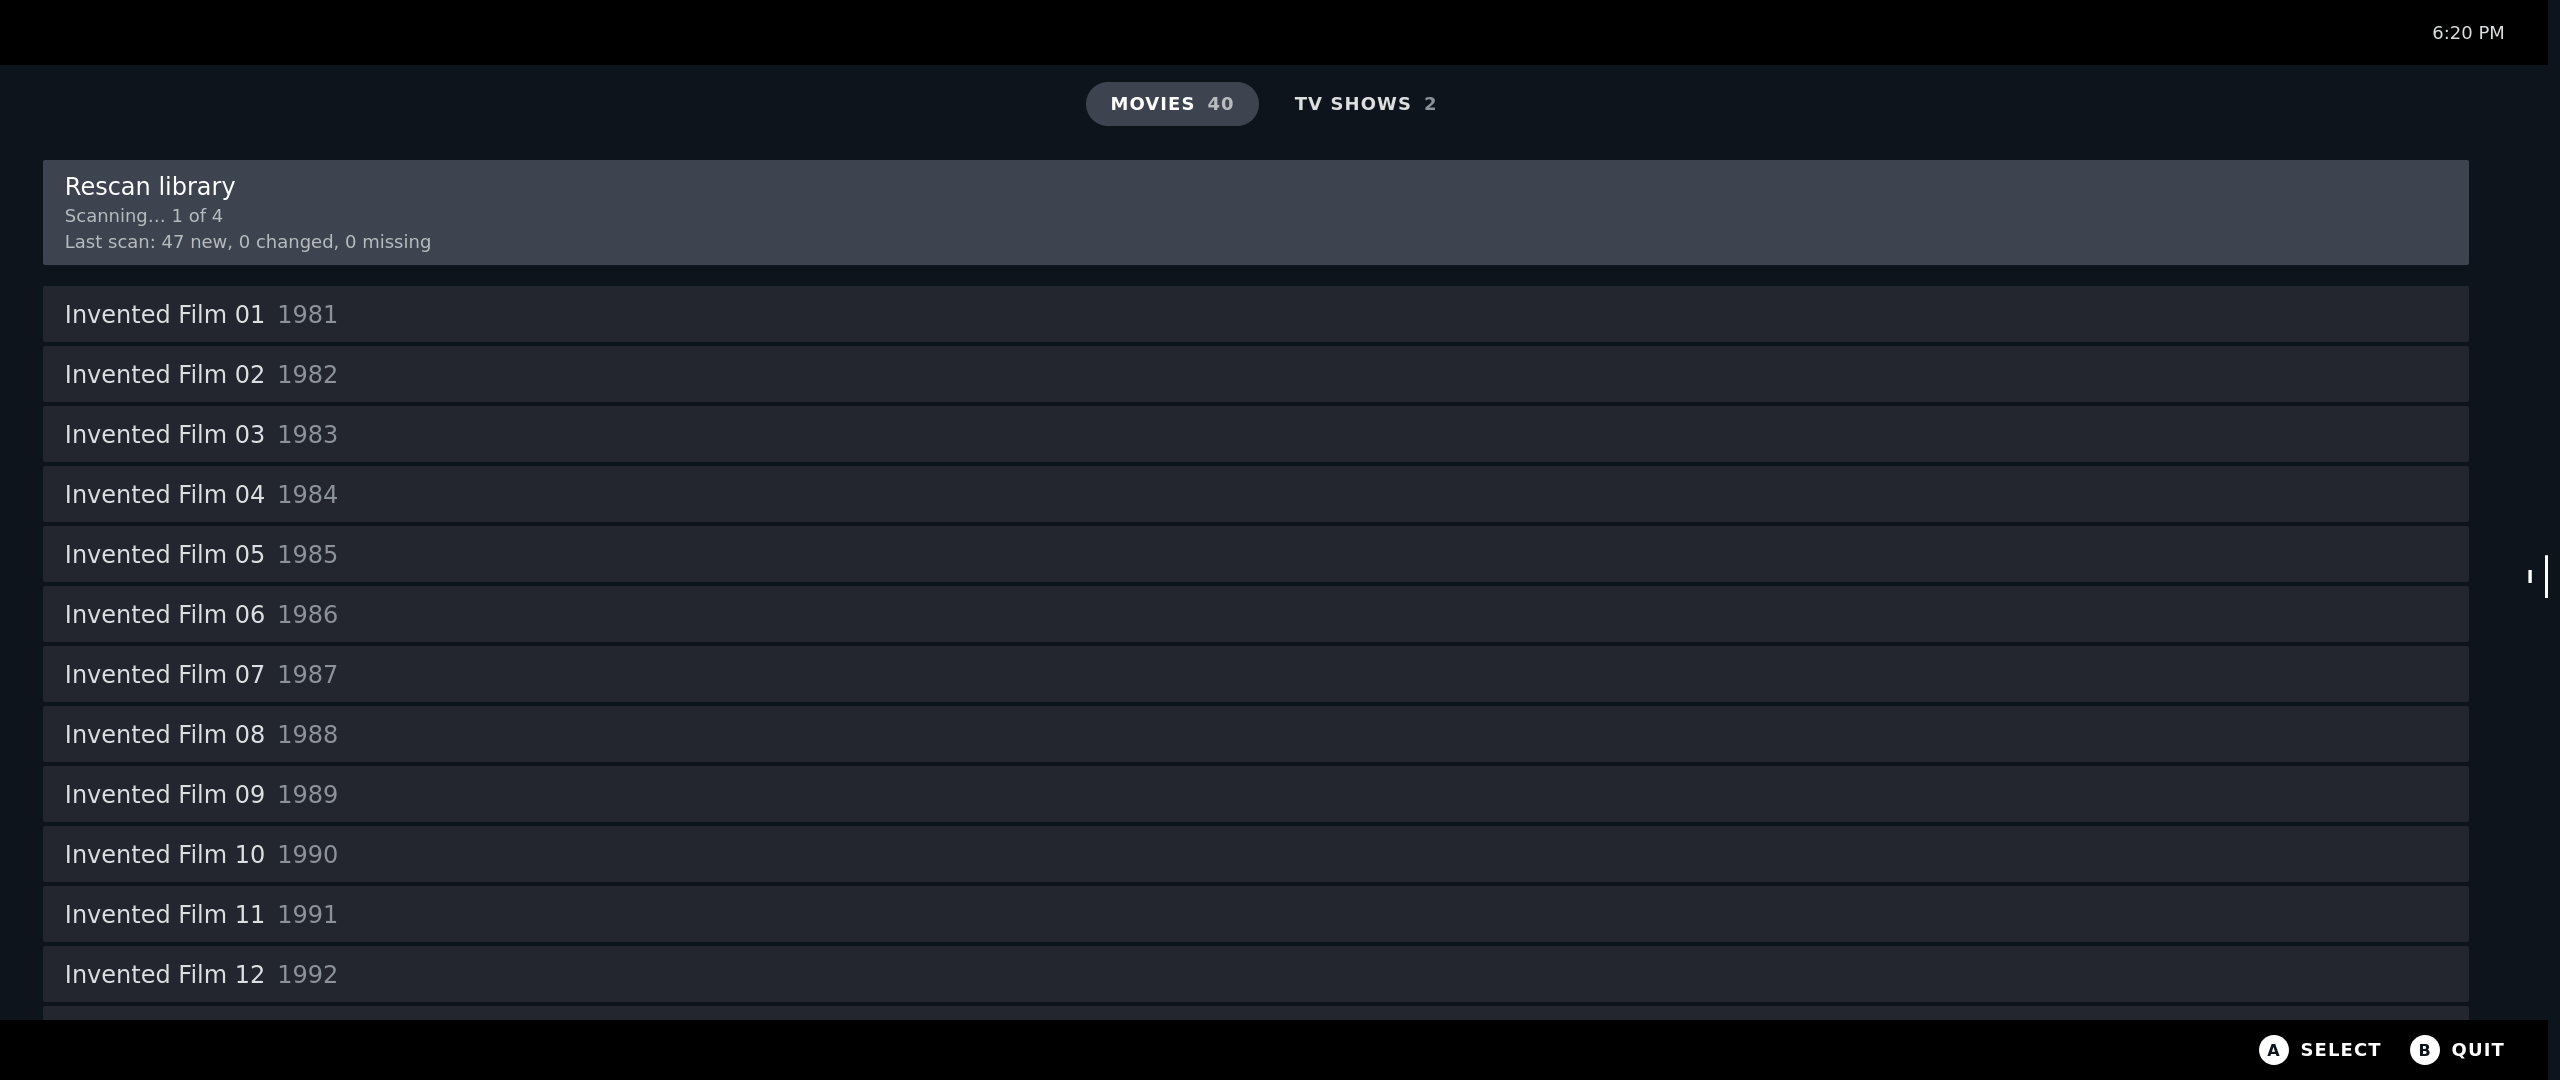 6:20 PM
MOVIES 40 TV SHOWS 2
Rescan library
Scanning... 1 of 4
Last scan: 47 new, 0 changed, 0 missing
Invented Film 01 1981
Invented Film 02 1982
Invented Film 03 1983
Invented Film 04 1984
Invented Film 05 1985
Invented Film 06 1986
I
Invented Film 07 1987
Invented Film 08 1988
Invented Film 09 1989
Invented Film 10 1990
Invented Film 11 1991
Invented Film 12 1992
A SELECT B QUIT